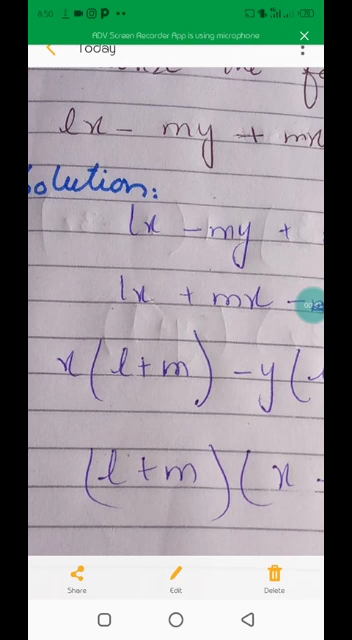 8:50
ADV Screen Recorder App is using microphone
Today
the
lx - my + mx
Solution:
lx - my +
lx + mx -
x(l+m) - y(
(l+m)(x -
Share Edit Delete